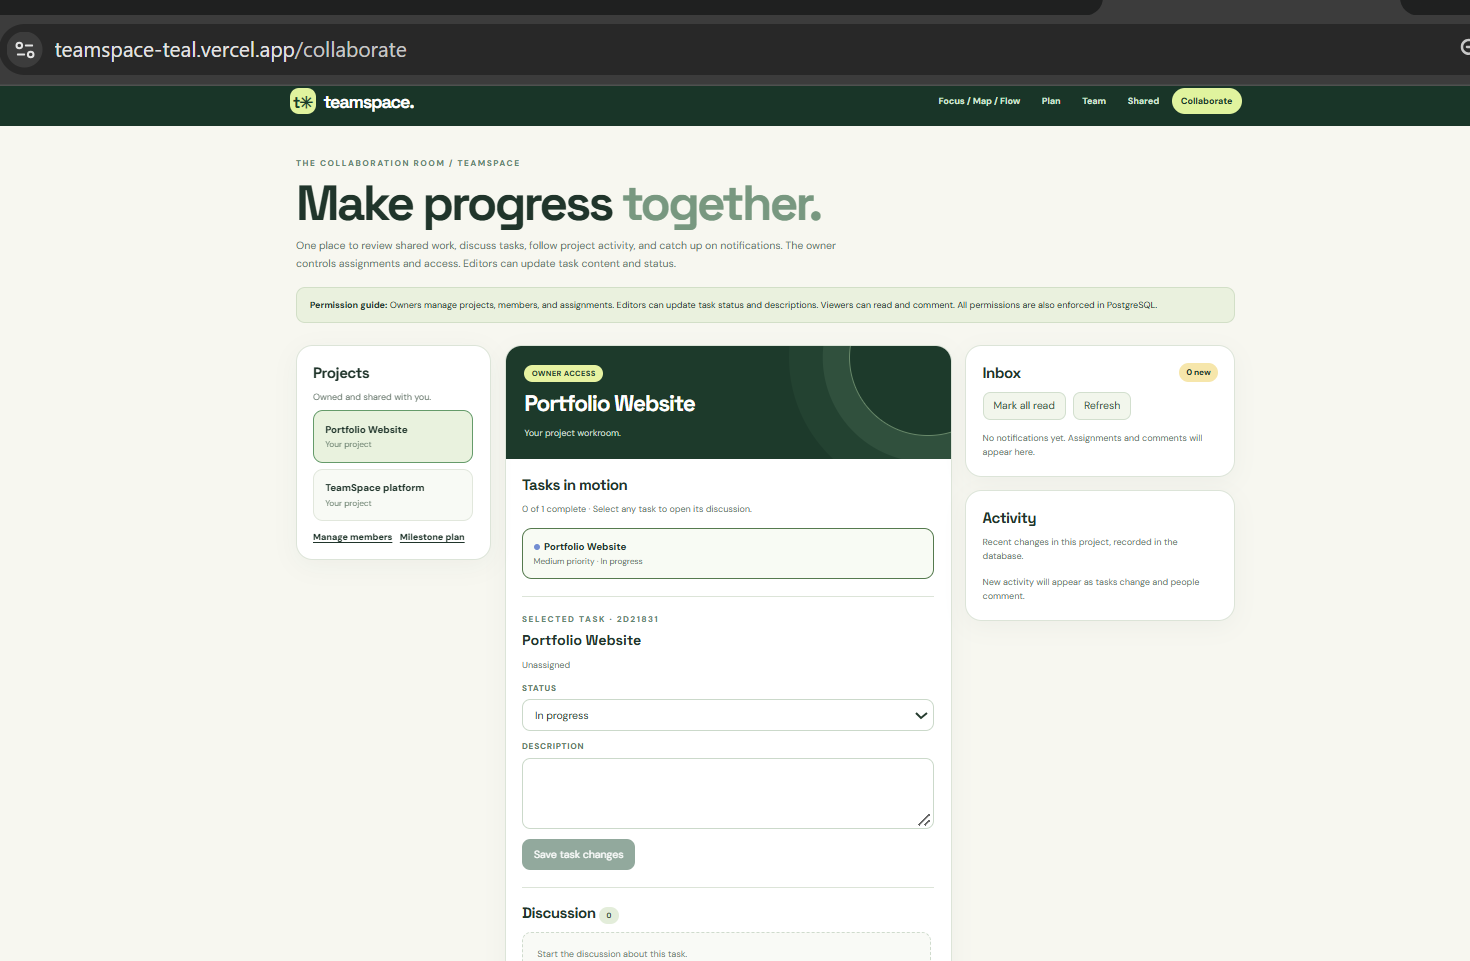 teamspace-teal.vercel.app/collaborate
t✳ teamspace.
Focus / Map / Flow Plan Team Shared Collaborate
THE COLLABORATION ROOM / TEAMSPACE
Make progress together.
One place to review shared work, discuss tasks, follow project activity, and catch up on notifications. The owner
controls assignments and access. Editors can update task content and status.
Permission guide: Owners manage projects, members, and assignments. Editors can update task status and descriptions. Viewers can read and comment. All permissions are also enforced in PostgreSQL.
Projects
Owned and shared with you.
Portfolio Website
Your project
TeamSpace platform
Your project
Manage members Milestone plan
OWNER ACCESS
Portfolio Website
Your project workroom.
Tasks in motion
0 of 1 complete · Select any task to open its discussion.
Portfolio Website
Medium priority · In progress
SELECTED TASK · 2D21831
Portfolio Website
Unassigned
STATUS
In progress
DESCRIPTION
Save task changes
Discussion 0
Start the discussion about this task.
Inbox 0 new
Mark all read Refresh
No notifications yet. Assignments and comments will
appear here.
Activity
Recent changes in this project, recorded in the
database.
New activity will appear as tasks change and people
comment.